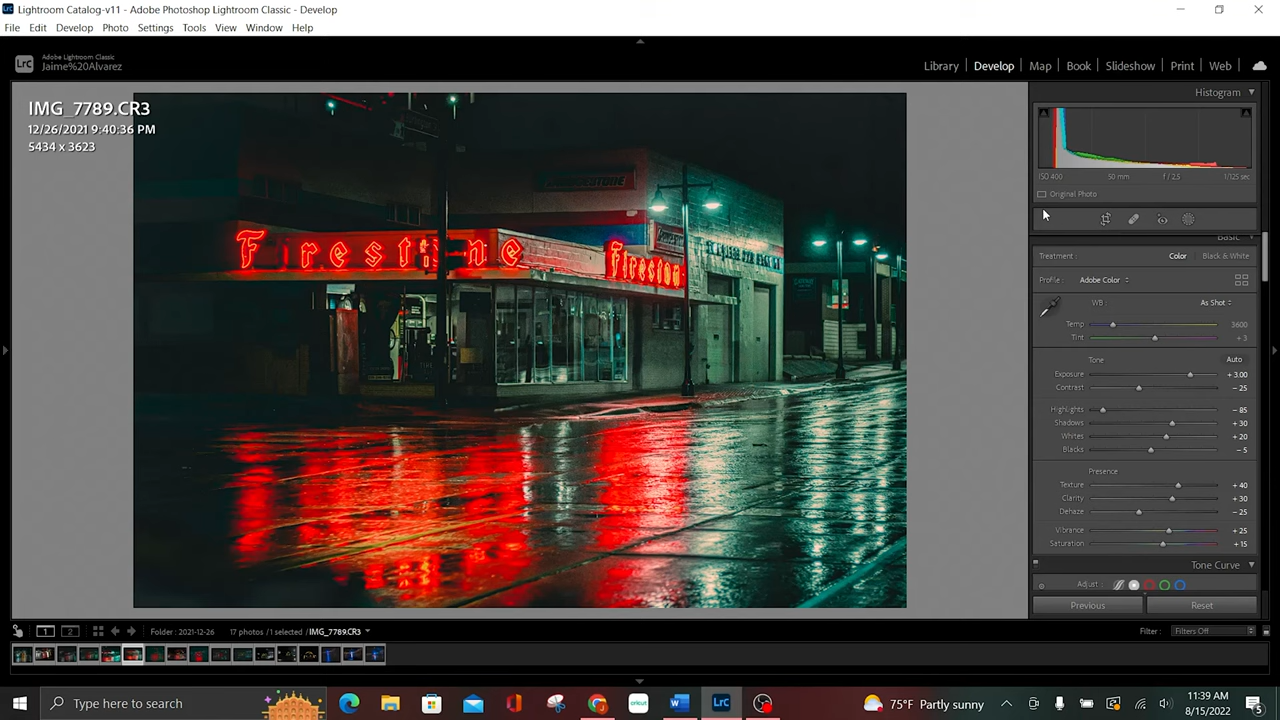 Lightroom Catalog-v11 - Adobe Photoshop Lightroom Classic - Develop
File Edit Develop Photo Settings Tools View Window Help
LrC Adobe Lightroom Classic
Jaime%20Alvarez
Library | Develop | Map | Book | Slideshow | Print | Web
IMG_7789.CR3
12/26/2021 9:40:36 PM
5434 x 3623
Firestone
Firestone
Histogram
ISO 400 50 mm f / 2.5 1/125 sec
Original Photo
Basic
Treatment: Color Black & White
Profile: Adobe Color
WB: As Shot
Temp 3600
Tint + 3
Tone Auto
Exposure + 3.00
Contrast - 25
Highlights - 85
Shadows + 30
Whites + 20
Blacks - 5
Presence
Texture + 40
Clarity + 30
Dehaze - 25
Vibrance + 25
Saturation + 15
Tone Curve
Adjust:
Previous Reset
1 2 Folder: 2021-12-26 17 photos / 1 selected / IMG_7789.CR3 Filter: Filters Off
Type here to search
LrC
75°F Partly sunny
11:39 AM
8/15/2022
5